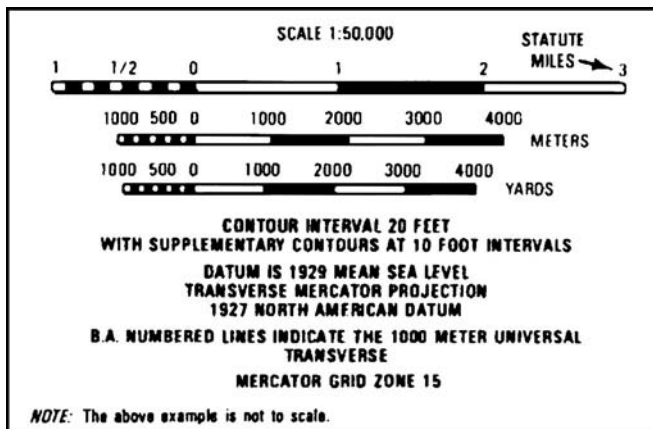 SCALE 1:50,000
STATUTE
MILES
1 1/2 0 1 2 3
1000 500 0 1000 2000 3000 4000
METERS
1000 500 0 1000 2000 3000 4000
YARDS
CONTOUR INTERVAL 20 FEET
WITH SUPPLEMENTARY CONTOURS AT 10 FOOT INTERVALS
DATUM IS 1929 MEAN SEA LEVEL
TRANSVERSE MERCATOR PROJECTION
1927 NORTH AMERICAN DATUM
B.A. NUMBERED LINES INDICATE THE 1000 METER UNIVERSAL
TRANSVERSE
MERCATOR GRID ZONE 15
NOTE: The above example is not to scale.